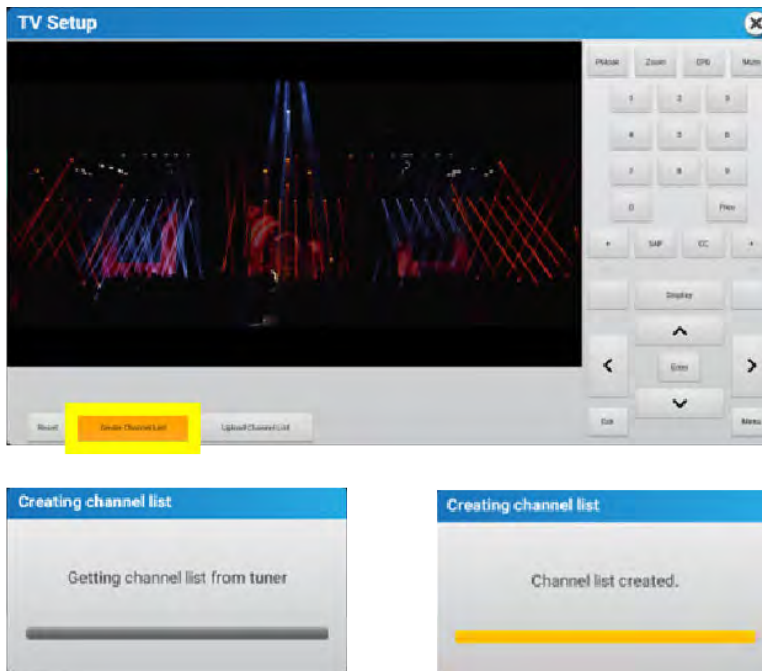 TV Setup
PMode Zoom CPG Mute
1 2 3
4 5 6
7 8 9
0 Prev
SAP CC
Display
Enter
Exit Menu
Reset Create Channel List Upload Channel List
Creating channel list
Getting channel list from tuner
Creating channel list
Channel list created.